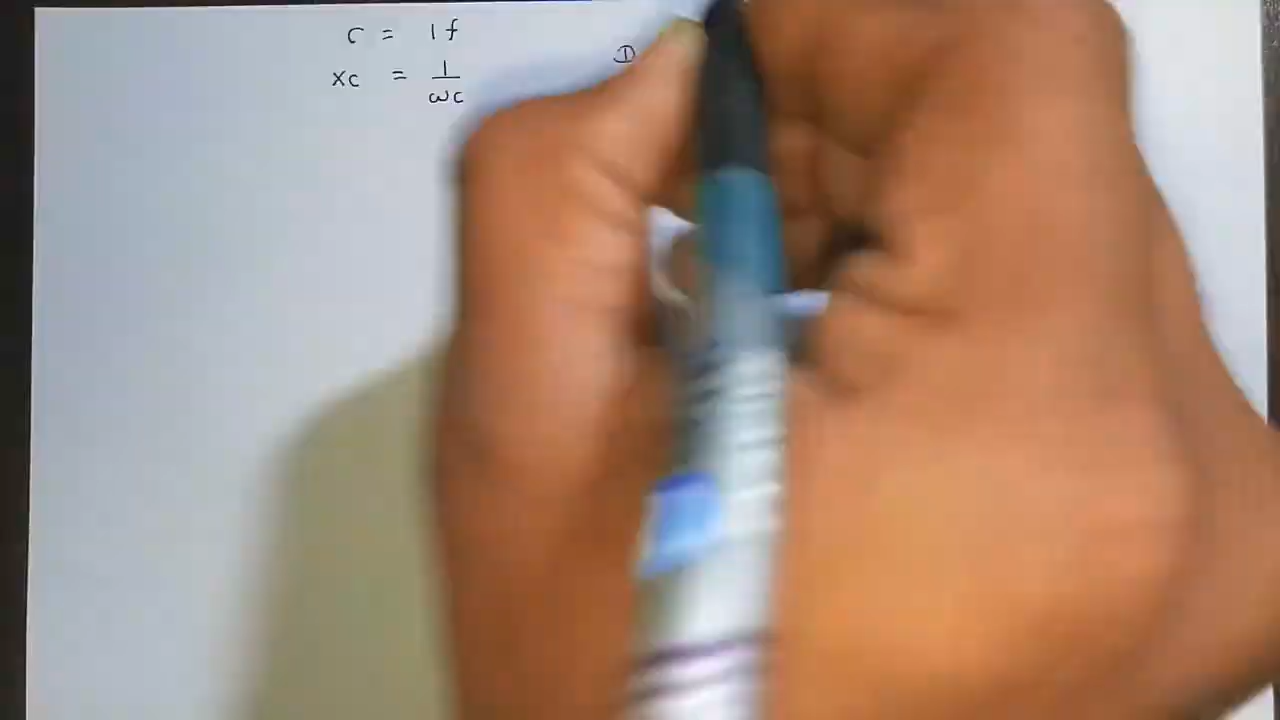 c = 1f
xc = 1/ωc
D